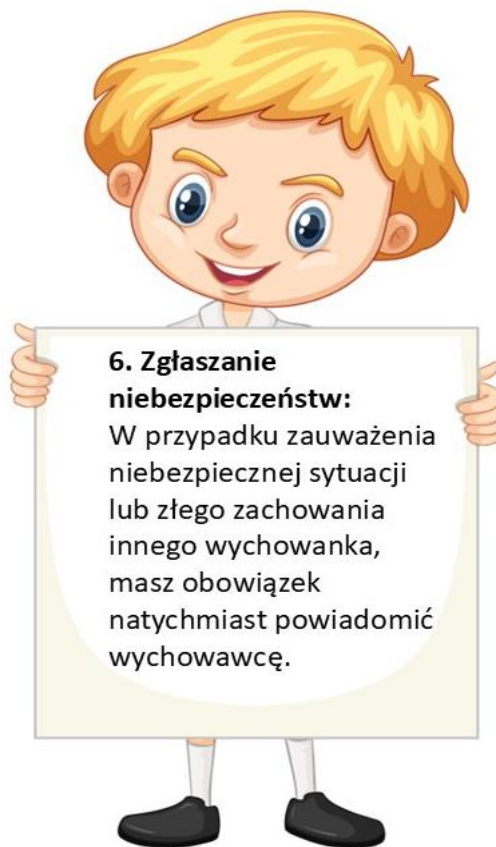 6. Zgłaszanie
niebezpieczeństw:
W przypadku zauważenia
niebezpiecznej sytuacji
lub złego zachowania
innego wychowanka,
masz obowiązek
natychmiast powiadomić
wychowawcę.